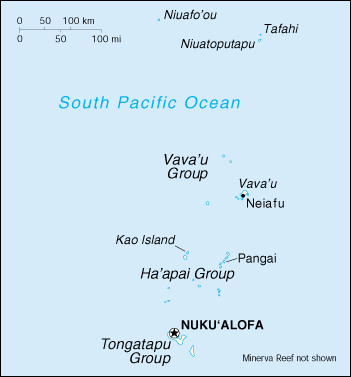 0 50 100 km
0 50 100 mi
Niuafo'ou
Tafahi
Niuatoputapu
South Pacific Ocean
Vava'u
Group
Vava'u
Neiafu
Kao Island
Pangai
Ha'apai Group
NUKU‘ALOFA
Tongatapu
Group
Minerva Reef not shown